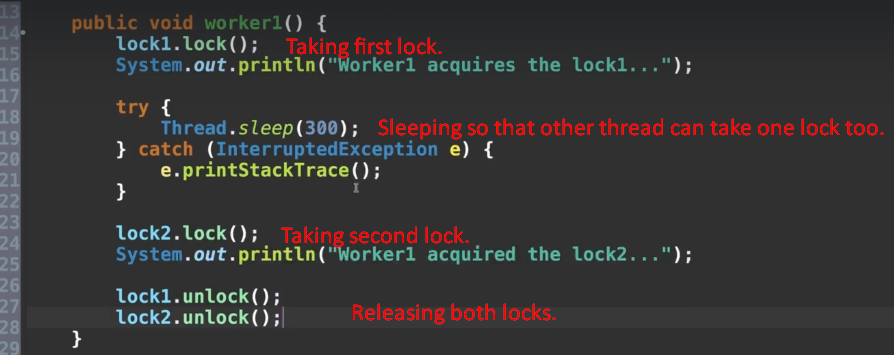 13
14 public void worker1() {
15 lock1.lock(); Taking first lock.
16 System.out.println("Worker1 acquires the lock1...");
17
18 try {
19 Thread.sleep(300); Sleeping so that other thread can take one lock too.
20 } catch (InterruptedException e) {
21 e.printStackTrace();
22 }
23
24 lock2.lock(); Taking second lock.
25 System.out.println("Worker1 acquired the lock2...");
26
27 lock1.unlock();
28 lock2.unlock(); Releasing both locks.
29 }